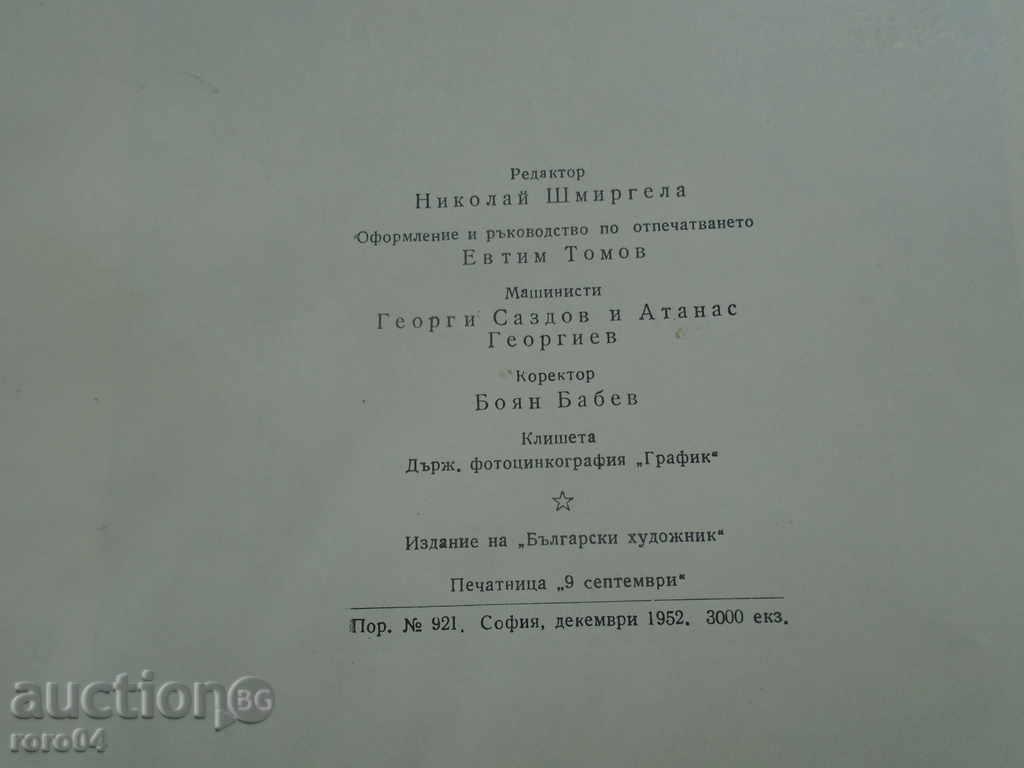 Редактор
Николай Шмиргела
Оформление и ръководство по отпечатването
Евтим Томов
Машинисти
Георги Саздов и Атанас
Георгиев
Коректор
Боян Бабев
Клишета
Държ. фотоцинкография „График“
☆
Издание на „Български художник“
Печатница „9 септември“
Пор. № 921. София, декември 1952. 3000 екз.
auction BG
roro04